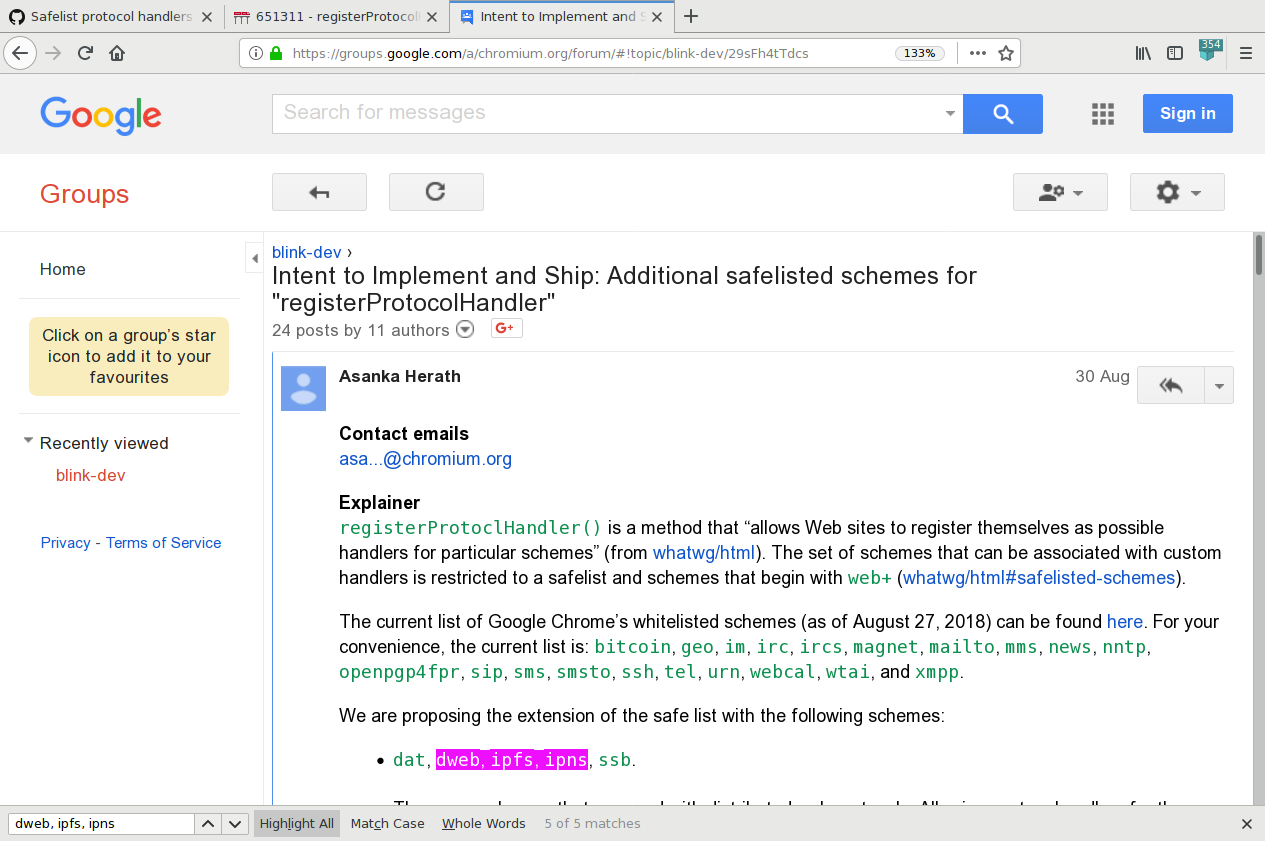 Safelist protocol handlers
651311 - registerProtocol
Intent to Implement and S
https://groups.google.com/a/chromium.org/forum/#!topic/blink-dev/29sFh4tTdcs
133%
354
Google
Search for messages
Sign in
Groups
Home
Click on a group's star
icon to add it to your
favourites
Recently viewed
blink-dev
Privacy - Terms of Service
blink-dev ›
Intent to Implement and Ship: Additional safelisted schemes for
"registerProtocolHandler"
24 posts by 11 authors
G+
Asanka Herath
30 Aug
Contact emails
asa...@chromium.org
Explainer
registerProtoclHandler() is a method that “allows Web sites to register themselves as possible
handlers for particular schemes” (from whatwg/html). The set of schemes that can be associated with custom
handlers is restricted to a safelist and schemes that begin with web+ (whatwg/html#safelisted-schemes).
The current list of Google Chrome’s whitelisted schemes (as of August 27, 2018) can be found here. For your
convenience, the current list is: bitcoin, geo, im, irc, ircs, magnet, mailto, mms, news, nntp,
openpgp4fpr, sip, sms, smsto, ssh, tel, urn, webcal, wtai, and xmpp.
We are proposing the extension of the safe list with the following schemes:
• dat, dweb, ipfs, ipns, ssb.
dweb, ipfs, ipns
Highlight All
Match Case
Whole Words
5 of 5 matches